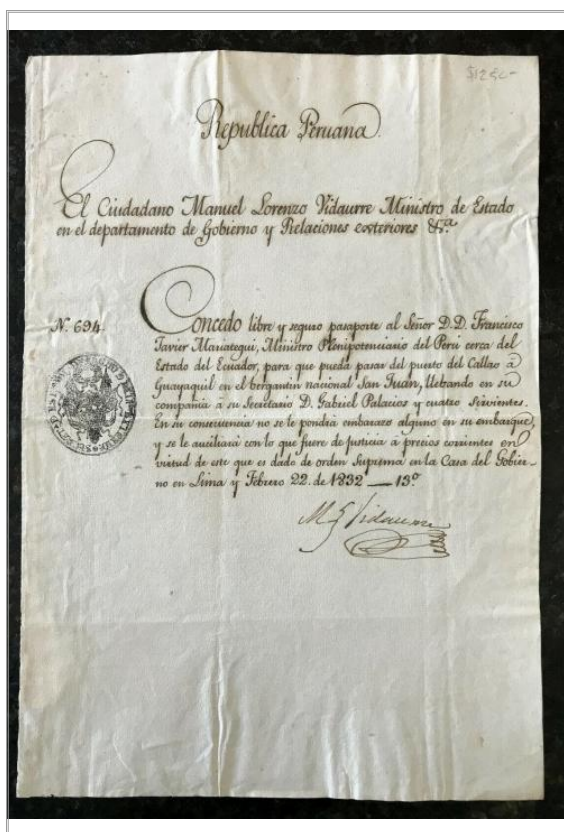 $1250-
Republica Peruana
El Ciudadano Manuel Lorenzo Vidaurre Ministro de Estado
en el departamento de Gobierno y Relaciones exteriores &.a
N. 694
Concedo libre y seguro pasaporte al Señor D.D. Francisco
Javier Mariategui, Ministro Plenipotenciario del Perú cerca del
Estado del Ecuador, para que pueda pasar del puerto del Callao à
Guayaquil en el bergantin nacional San Juan, llebando en su
compañia à su Secretario D. Gabriel Palacios y cuatro sirvientes.
En su consecuencia no se le pondia embarazo alguno en su embarque,
y se le auxiliará con lo que fuere de justicia à precios corrientes en
virtud de este que es dado de orden Suprema en la Casa del Gobier-
no en Lima y Febrero 22. de 1832 — 13º
M L Vidaurre